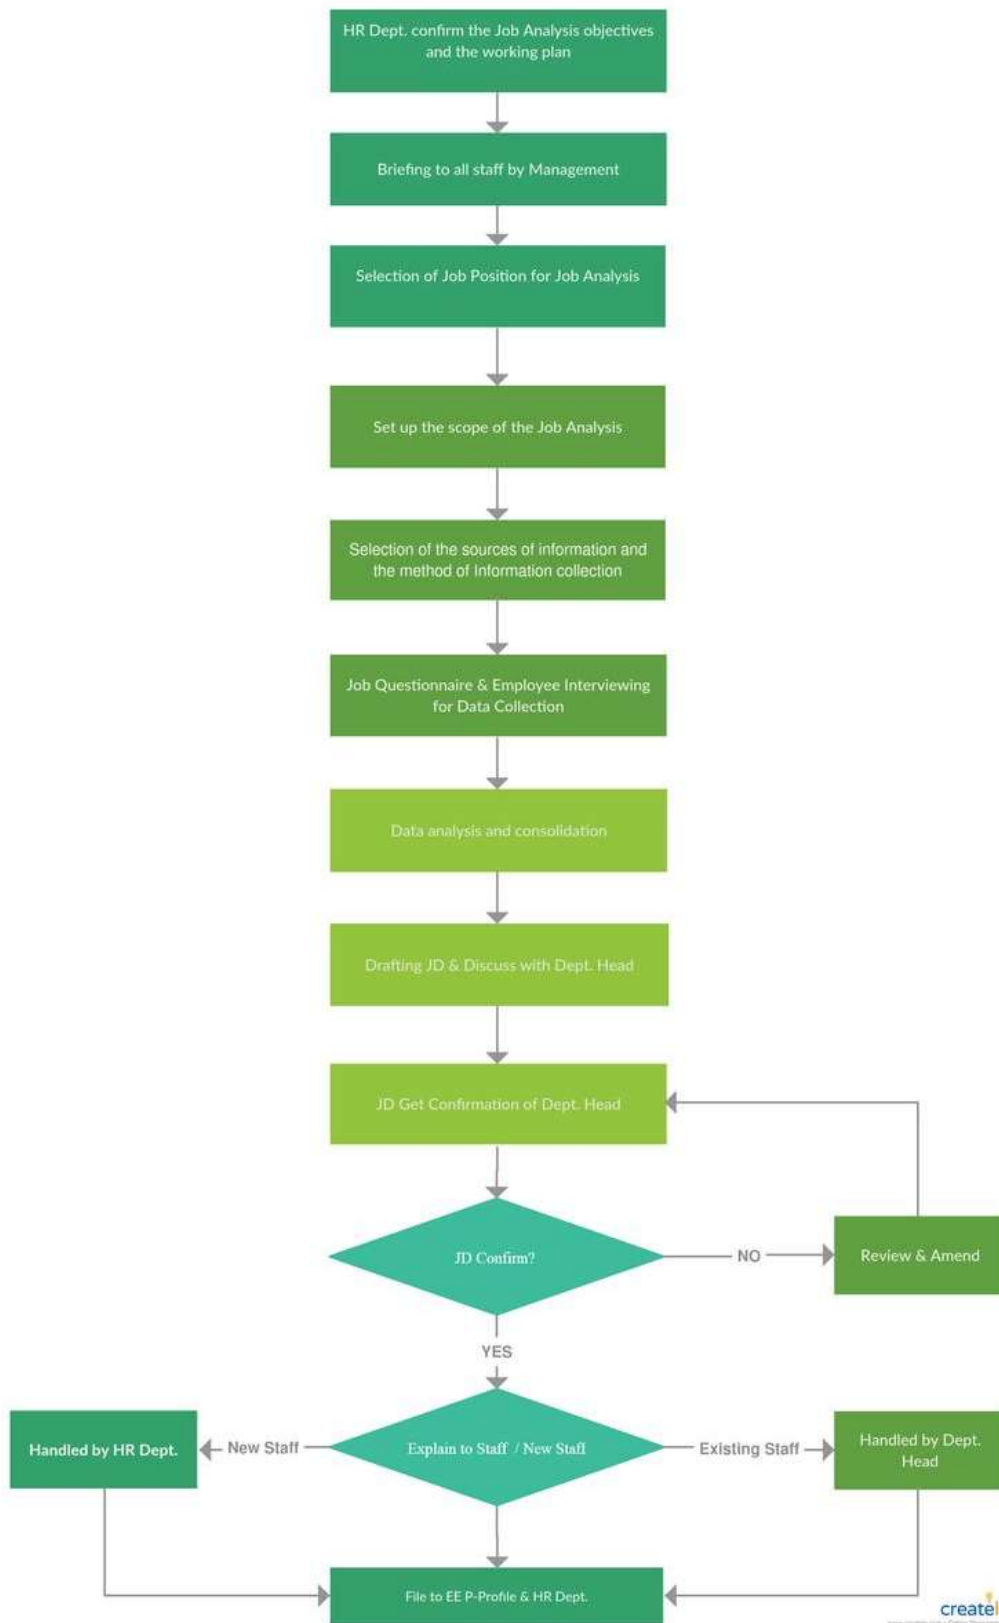 HR Dept. confirm the Job Analysis objectives
and the working plan
Briefing to all staff by Management
Selection of Job Position for Job Analysis
Set up the scope of the Job Analysis
Selection of the sources of information and
the method of Information collection
Job Questionnaire & Employee Interviewing
for Data Collection
Data analysis and consolidation
Drafting JD & Discuss with Dept. Head
JD Get Confirmation of Dept. Head
JD Confirm?
NO
Review & Amend
YES
Handled by HR Dept.
New Staff
Explain to Staff / New Staff
Existing Staff
Handled by Dept.
Head
File to EE P-Profile & HR Dept.
create